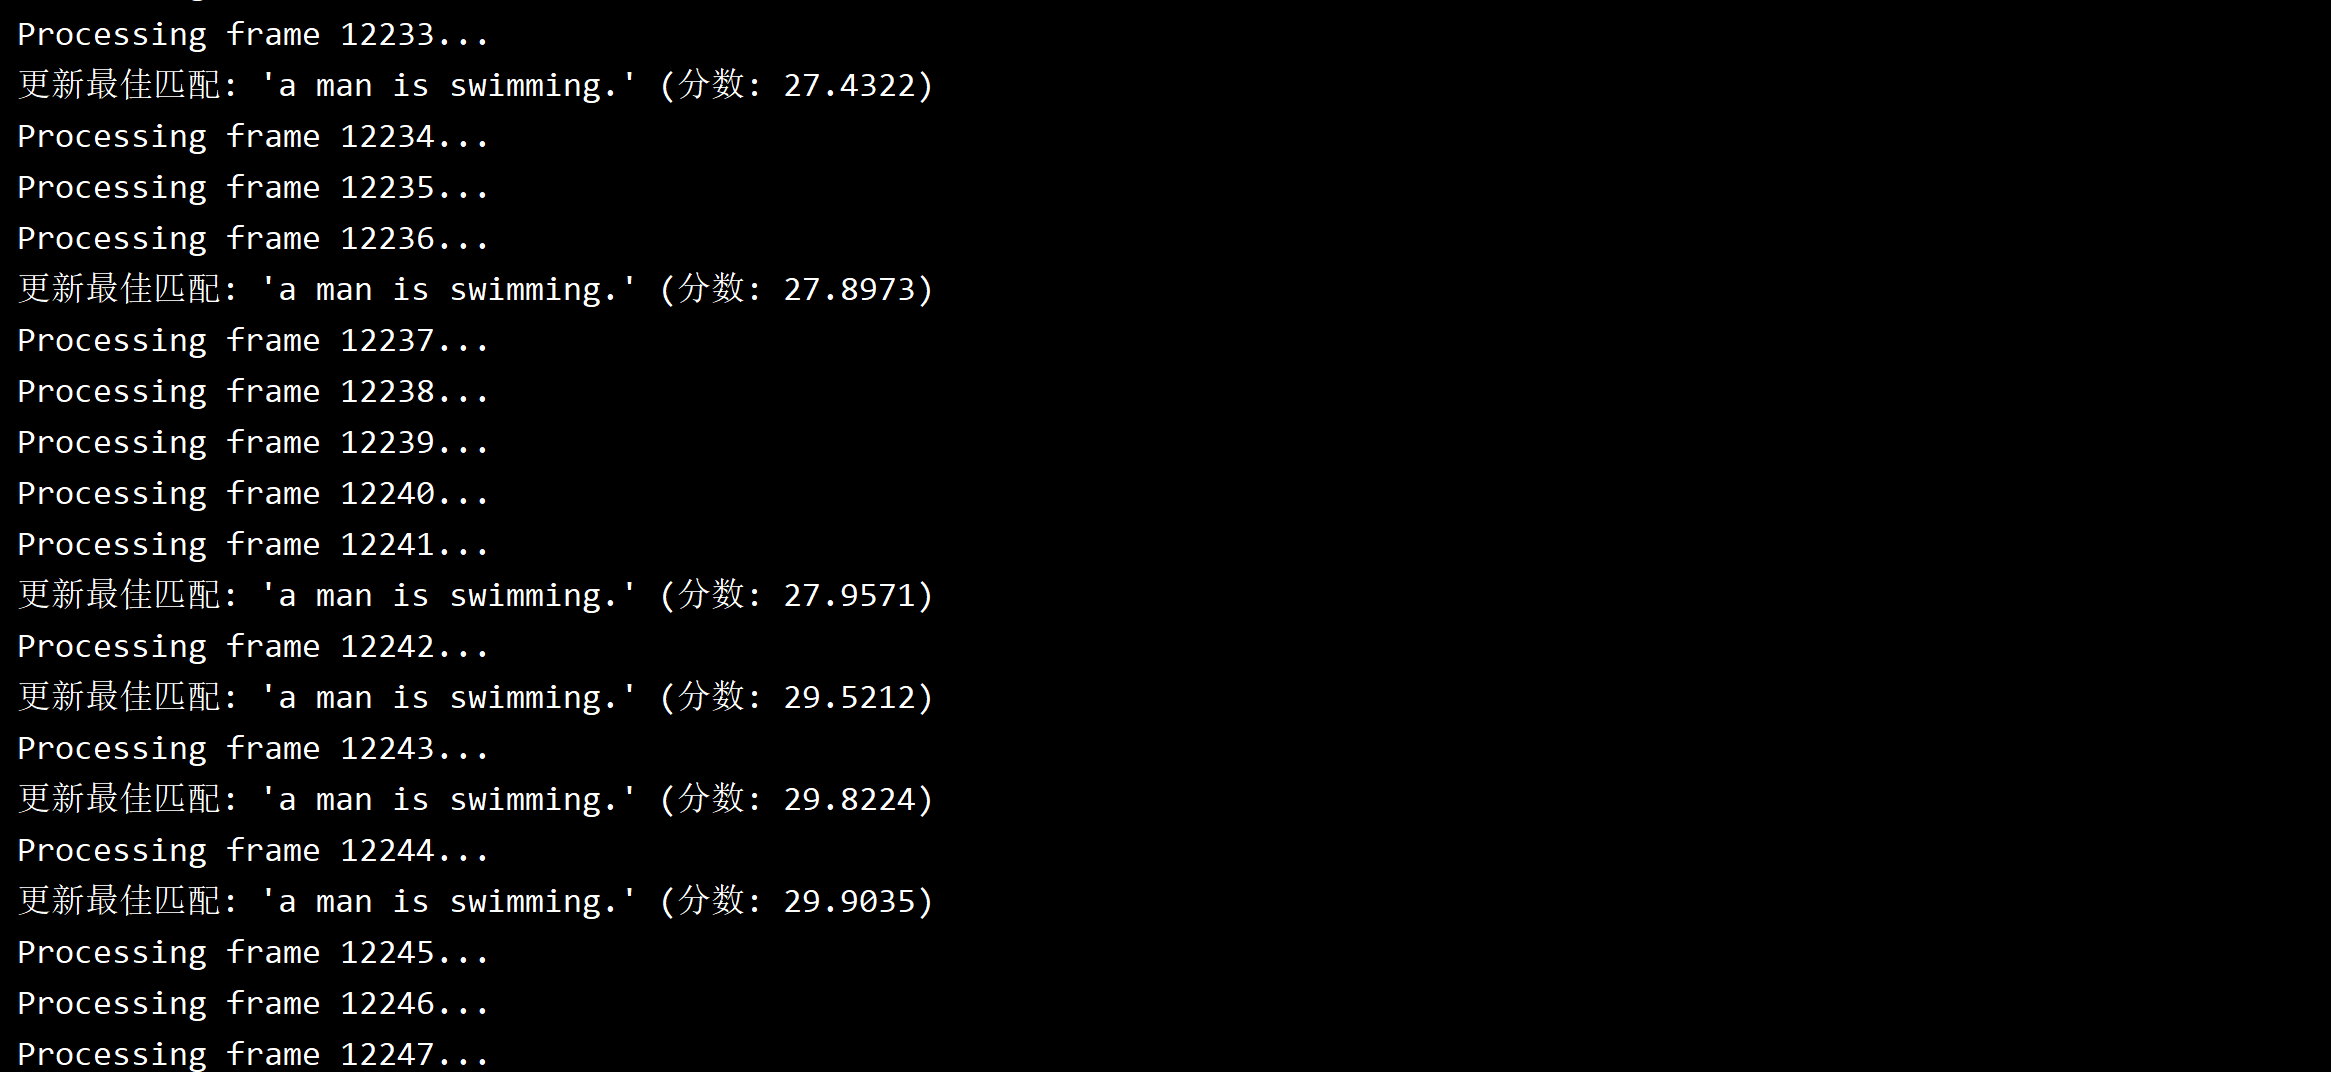 Processing frame 12233...
更新最佳匹配: 'a man is swimming.' (分数: 27.4322)
Processing frame 12234...
Processing frame 12235...
Processing frame 12236...
更新最佳匹配: 'a man is swimming.' (分数: 27.8973)
Processing frame 12237...
Processing frame 12238...
Processing frame 12239...
Processing frame 12240...
Processing frame 12241...
更新最佳匹配: 'a man is swimming.' (分数: 27.9571)
Processing frame 12242...
更新最佳匹配: 'a man is swimming.' (分数: 29.5212)
Processing frame 12243...
更新最佳匹配: 'a man is swimming.' (分数: 29.8224)
Processing frame 12244...
更新最佳匹配: 'a man is swimming.' (分数: 29.9035)
Processing frame 12245...
Processing frame 12246...
Processing frame 12247...